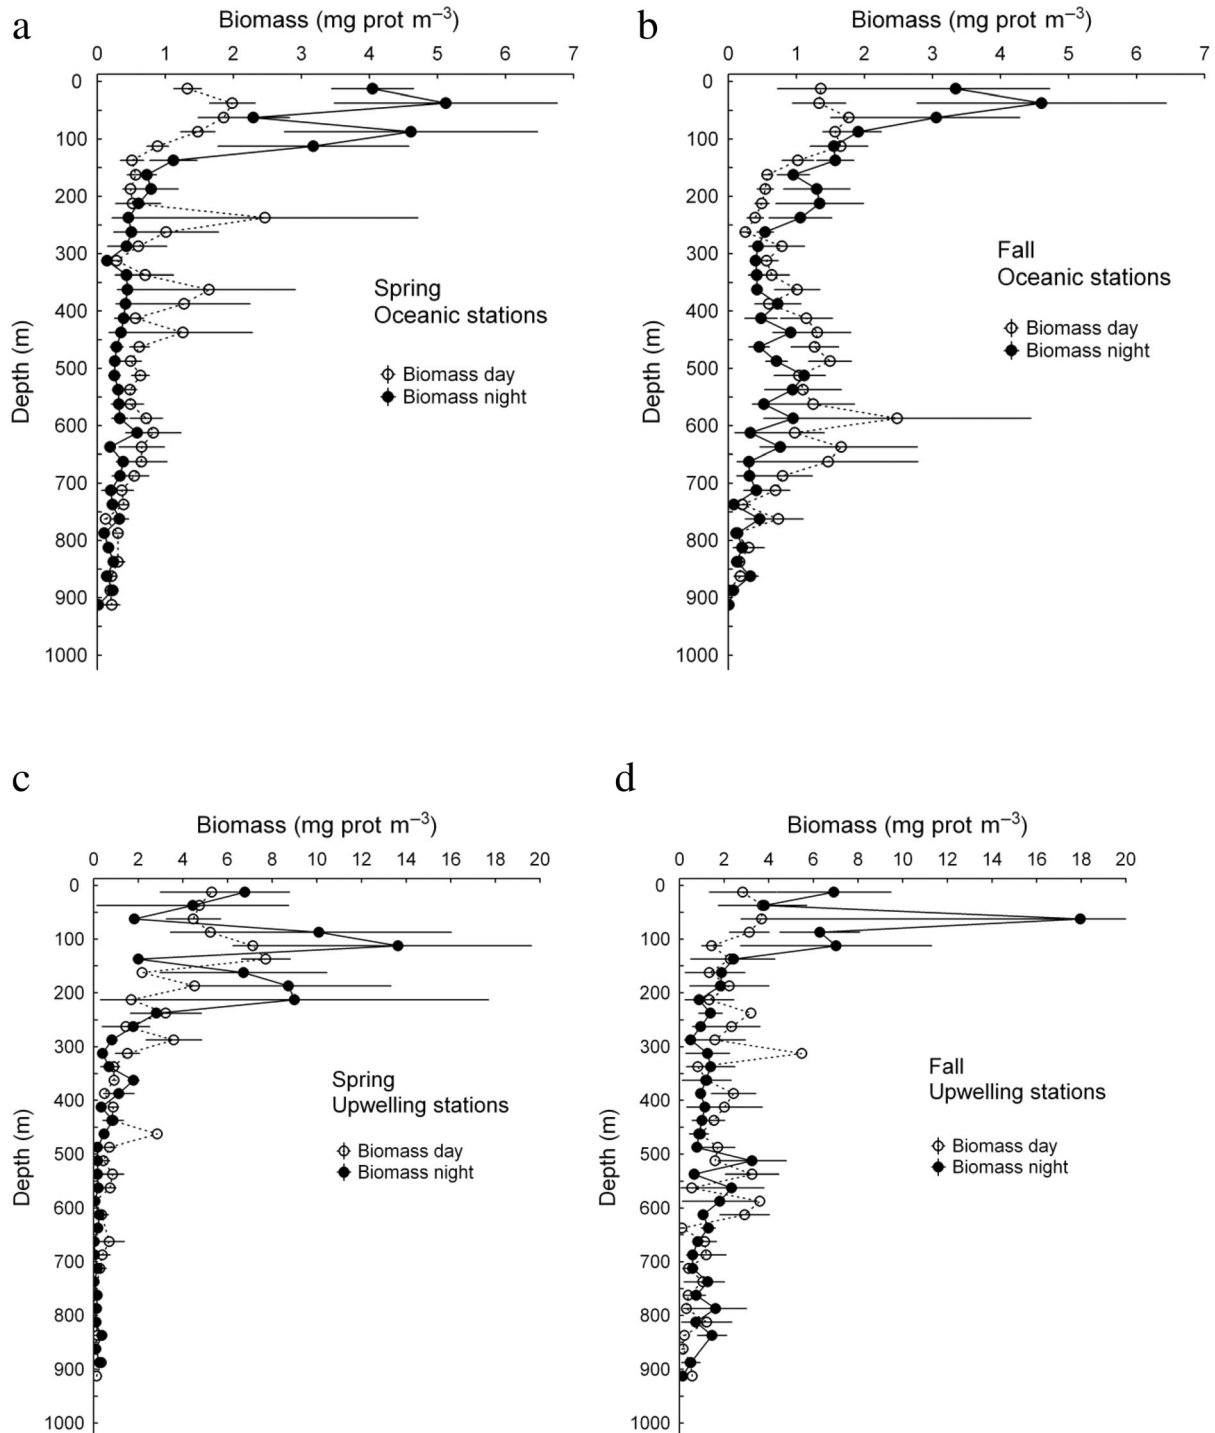 a
Biomass (mg prot m–3)
0 1 2 3 4 5 6 7
0
100
200
300
400
500
600
700
800
900
1000
Depth (m)
Spring
Oceanic stations
Biomass day
Biomass night
b
Biomass (mg prot m–3)
0 1 2 3 4 5 6 7
0
100
200
300
400
500
600
700
800
900
1000
Depth (m)
Fall
Oceanic stations
Biomass day
Biomass night
c
Biomass (mg prot m–3)
0 2 4 6 8 10 12 14 16 18 20
0
100
200
300
400
500
600
700
800
900
1000
Depth (m)
Spring
Upwelling stations
Biomass day
Biomass night
d
Biomass (mg prot m–3)
0 2 4 6 8 10 12 14 16 18 20
0
100
200
300
400
500
600
700
800
900
1000
Depth (m)
Fall
Upwelling stations
Biomass day
Biomass night